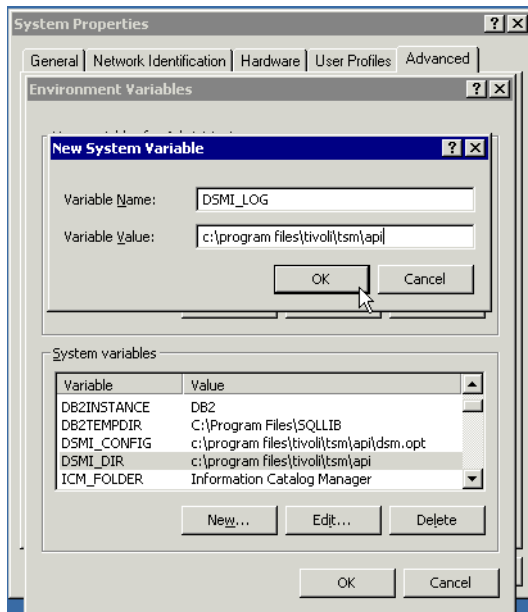 System Properties
General Network Identification Hardware User Profiles Advanced
Environment Variables
New System Variable
Variable Name: DSMI_LOG
Variable Value: c:\program files\tivoli\tsm\api
OK Cancel
System variables
Variable Value
DB2INSTANCE DB2
DB2TEMPDIR C:\Program Files\SQLLIB
DSMI_CONFIG c:\program files\tivoli\tsm\api\dsm.opt
DSMI_DIR c:\program files\tivoli\tsm\api
ICM_FOLDER Information Catalog Manager
New... Edit... Delete
OK Cancel